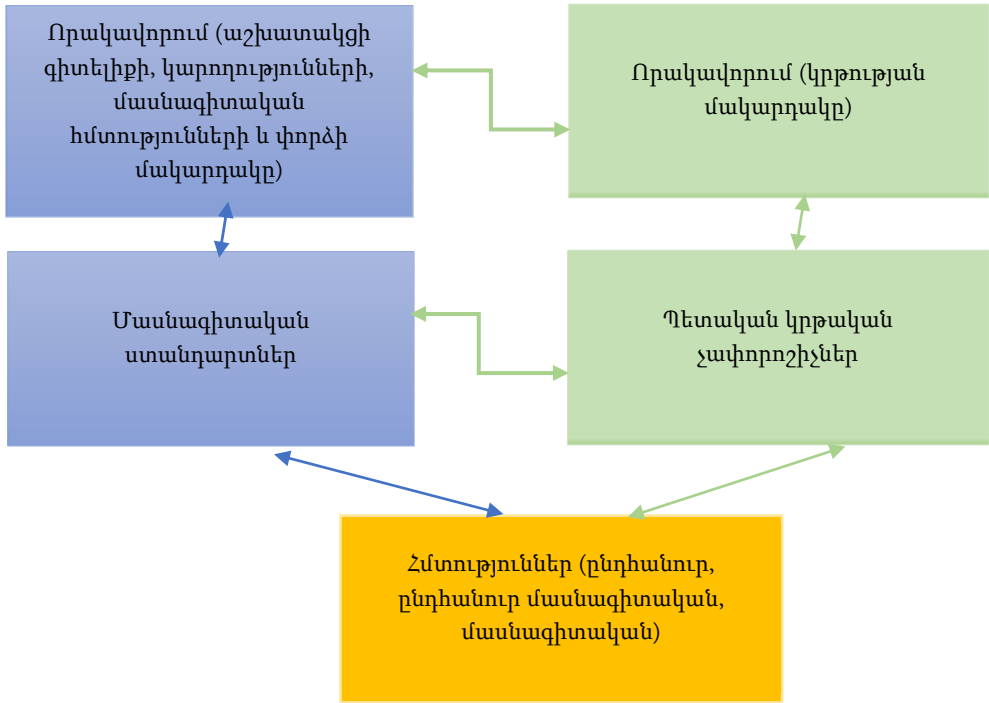 Որակավորում (աշխատակցի
գիտելիքի, կարողությունների,
մասնագիտական
հմտությունների և փորձի
մակարդակը)
Որակավորում (կրթության
մակարդակը)
Մասնագիտական
ստանդարտներ
Պետական կրթական
չափորոշիչներ
Հմտություններ (ընդհանուր,
ընդհանուր մասնագիտական,
մասնագիտական)